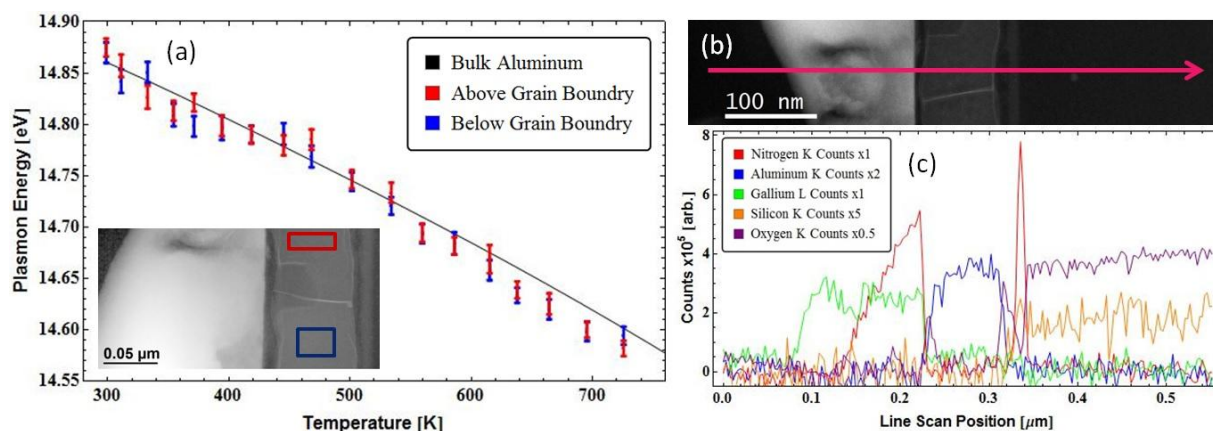 (a)
14.90
14.85
14.80
14.75
14.70
14.65
14.60
14.55
Plasmon Energy [eV]
Bulk Aluminum
Above Grain Boundry
Below Grain Boundry
0.05 µm
300 400 500 600 700
Temperature [K]
(b)
100 nm
(c)
8
6
4
2
0
Counts x10⁵ [arb.]
Nitrogen K Counts x1
Aluminum K Counts x2
Gallium L Counts x1
Silicon K Counts x5
Oxygen K Counts x0.5
0.0 0.1 0.2 0.3 0.4 0.5
Line Scan Position [µm]